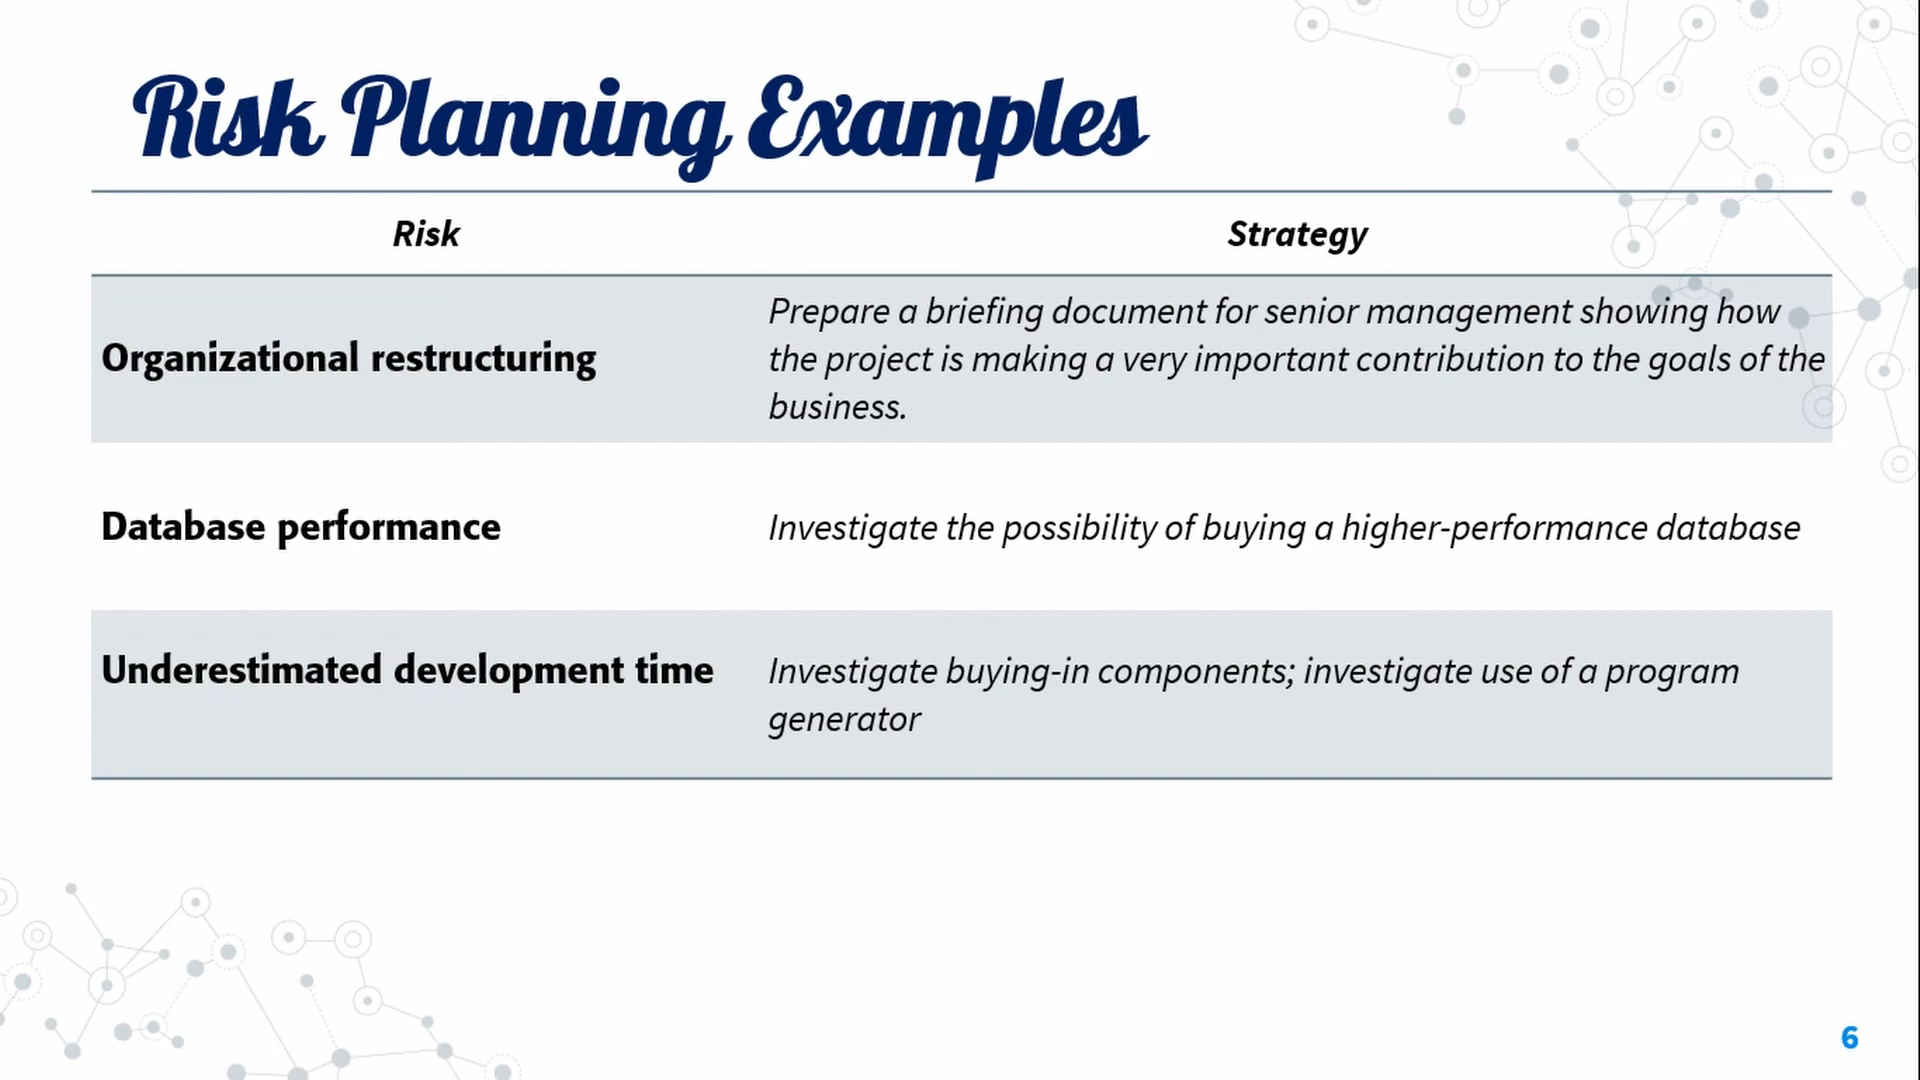 Risk Planning Examples
Risk
Strategy
Organizational restructuring
Prepare a briefing document for senior management showing how
the project is making a very important contribution to the goals of the
business.
Database performance
Investigate the possibility of buying a higher-performance database
Underestimated development time
Investigate buying-in components; investigate use of a program
generator
6